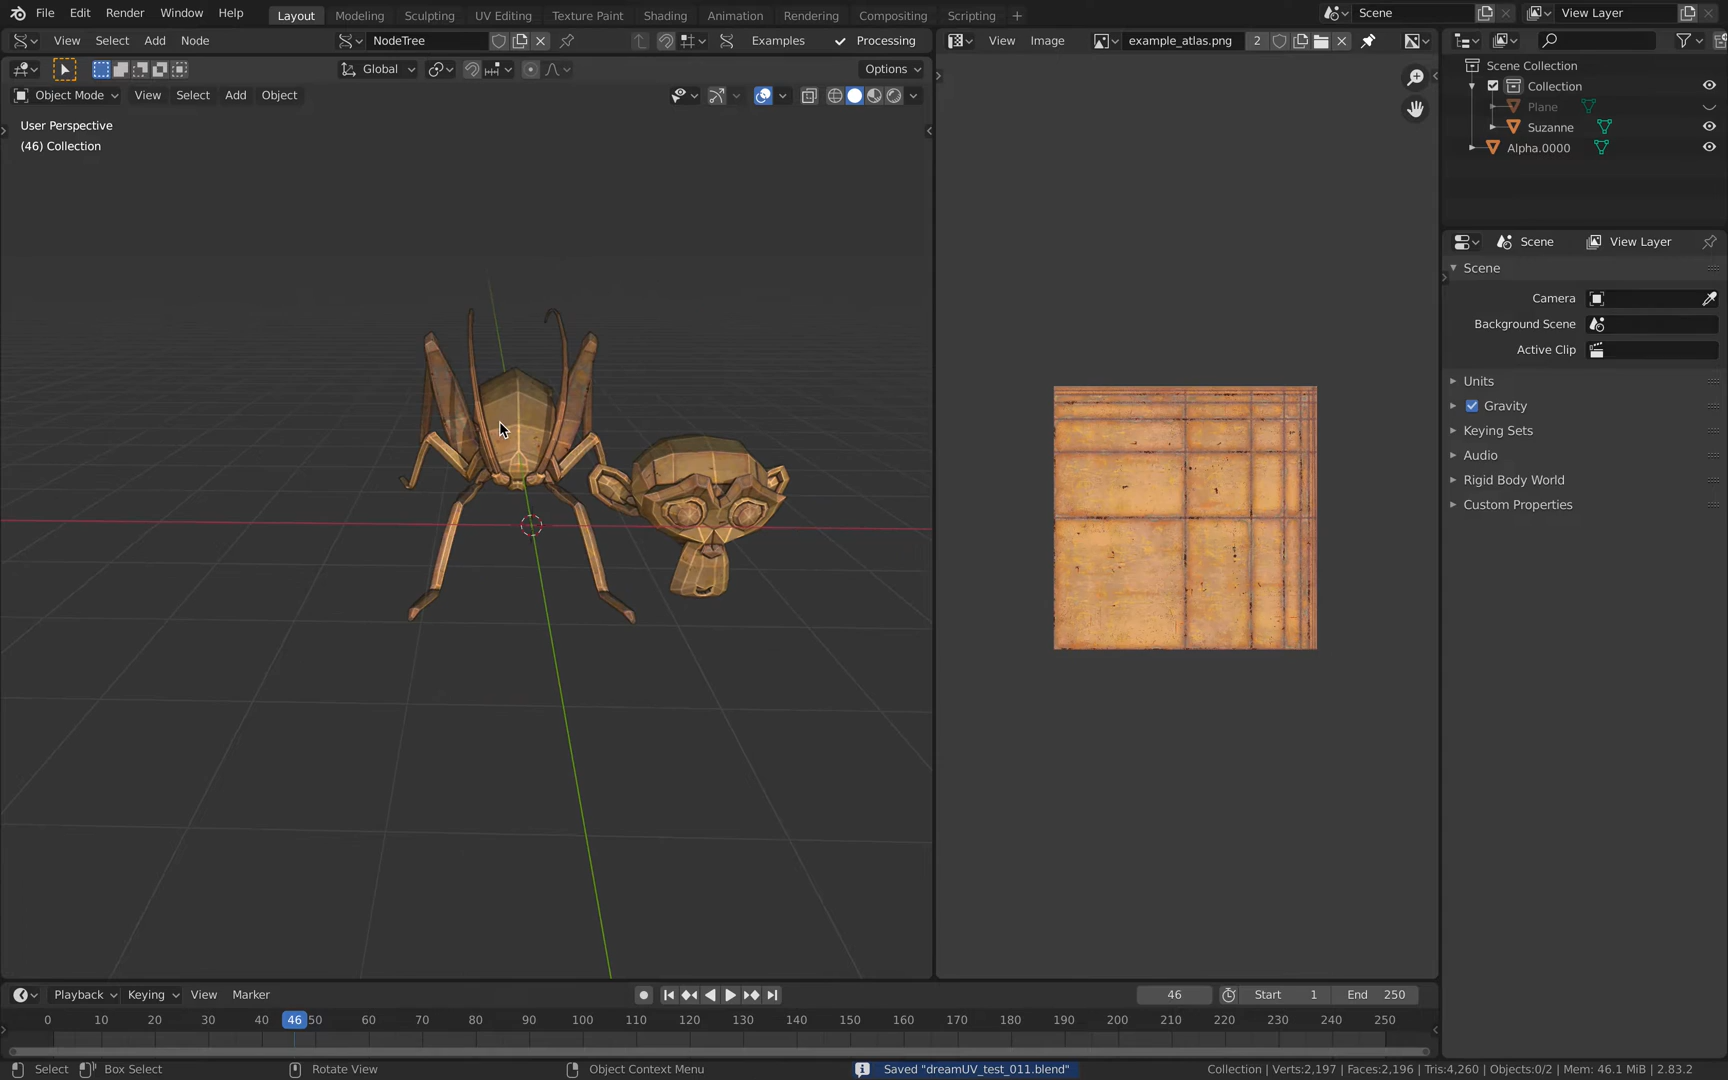 File Edit Render Window Help Layout Modeling Sculpting UV Editing Texture Paint Shading Animation Rendering Compositing Scripting + Scene View Layer
View Select Add Node NodeTree Examples Processing View Image example_atlas.png 2
Global Options
Object Mode View Select Add Object
User Perspective
(46) Collection
Scene Collection
Collection
Plane
Suzanne
Alpha.0000
Scene View Layer
Scene
Camera
Background Scene
Active Clip
Units
Gravity
Keying Sets
Audio
Rigid Body World
Custom Properties
Playback Keying View Marker 46 Start 1 End 250
0 10 20 30 40 46 50 60 70 80 90 100 110 120 130 140 150 160 170 180 190 200 210 220 230 240 250
Select Box Select Rotate View Object Context Menu Saved "dreamUV_test_011.blend" Collection | Verts:2,197 | Faces:2,196 | Tris:4,260 | Objects:0/2 | Mem: 46.1 MiB | 2.83.2